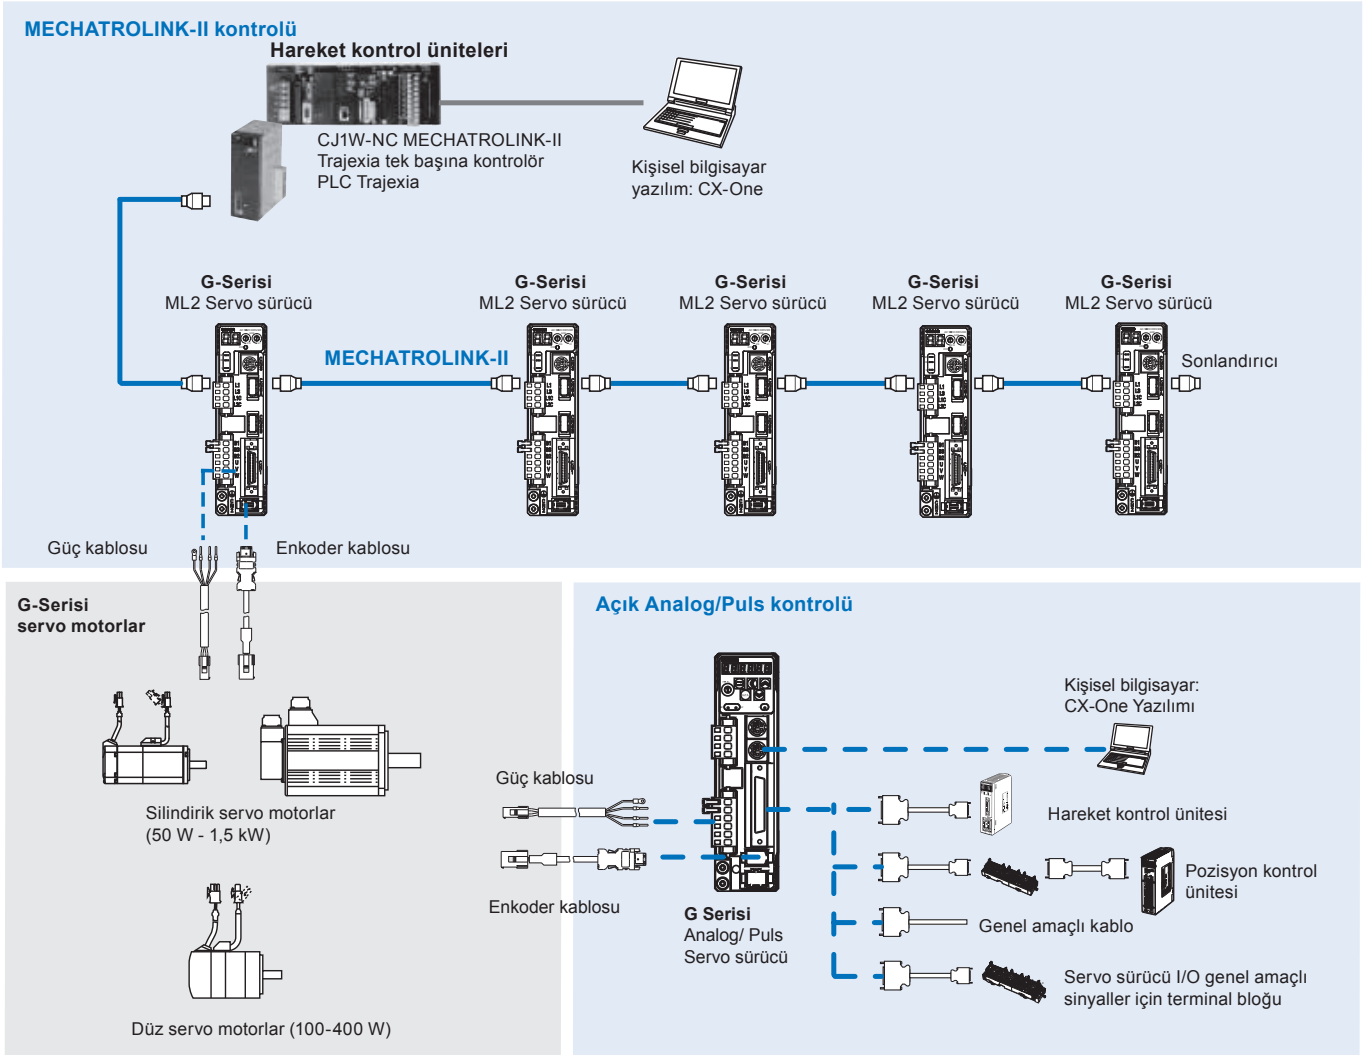 MECHATROLINK-II kontrolü
Hareket kontrol üniteleri
CJ1W-NC MECHATROLINK-II
Trajexia tek başına kontrolör
PLC Trajexia
Kişisel bilgisayar
yazılım: CX-One
G-Serisi
ML2 Servo sürücü
G-Serisi
ML2 Servo sürücü
G-Serisi
ML2 Servo sürücü
G-Serisi
ML2 Servo sürücü
G-Serisi
ML2 Servo sürücü
MECHATROLINK-II
Sonlandırıcı
Güç kablosu
Enkoder kablosu
G-Serisi
servo motorlar
Silindirik servo motorlar
(50 W - 1,5 kW)
Düz servo motorlar (100-400 W)
Açık Analog/Puls kontrolü
Kişisel bilgisayar:
CX-One Yazılımı
Güç kablosu
Hareket kontrol ünitesi
Pozisyon kontrol
ünitesi
Enkoder kablosu
G Serisi
Analog/ Puls
Servo sürücü
Genel amaçlı kablo
Servo sürücü I/O genel amaçlı
sinyaller için terminal bloğu